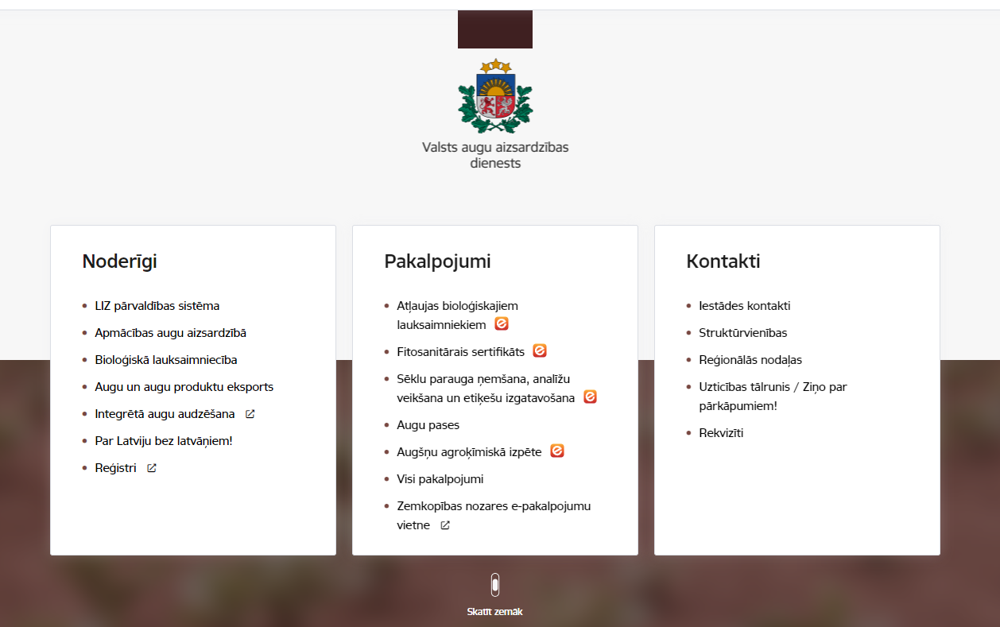 Valsts augu aizsardzības
dienests
Noderīgi
LIZ pārvaldības sistēma
Apmācības augu aizsardzībā
Bioloģiskā lauksaimniecība
Augu un augu produktu eksports
Integrētā augu audzēšana
Par Latviju bez latvāņiem!
Reģistri
Pakalpojumi
Atļaujas bioloģiskajiem
lauksaimniekiem
Fitosanitārais sertifikāts
Sēklu parauga ņemšana, analīžu
veikšana un etiķešu izgatavošana
Augu pases
Augšņu agroķīmiskā izpēte
Visi pakalpojumi
Zemkopības nozares e-pakalpojumu
vietne
Kontakti
Iestādes kontakti
Struktūrvienības
Reģionālās nodaļas
Uzticības tālrunis / Ziņo par
pārkāpumiem!
Rekvizīti
Skatīt zemāk